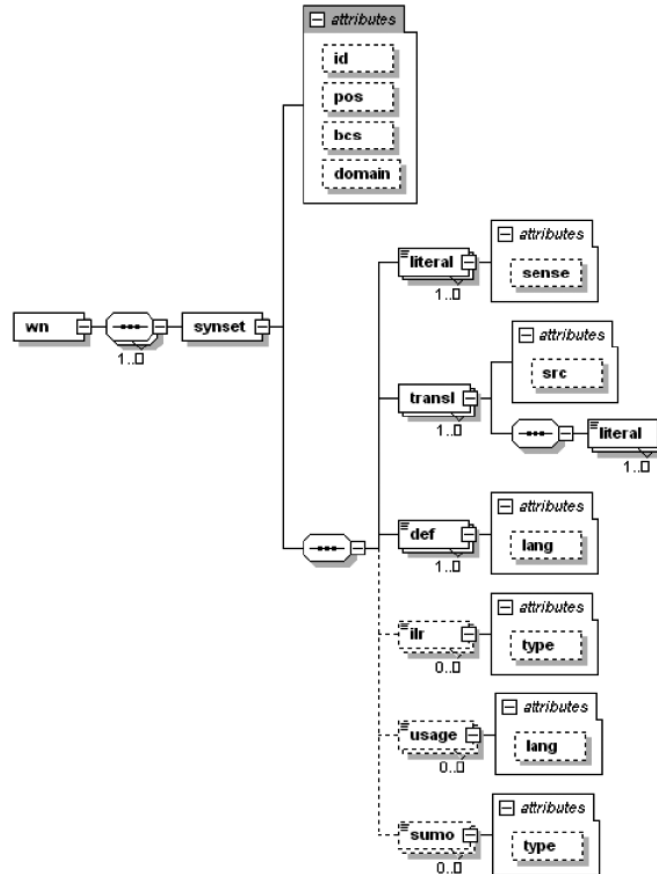 attributes
id
pos
bcs
domain
wn
1..▯
synset
literal
1..▯
attributes
sense
transl
1..▯
attributes
src
literal
1..▯
def
1..▯
attributes
lang
ilr
0..▯
attributes
type
usage
0..▯
attributes
lang
sumo
0..▯
attributes
type